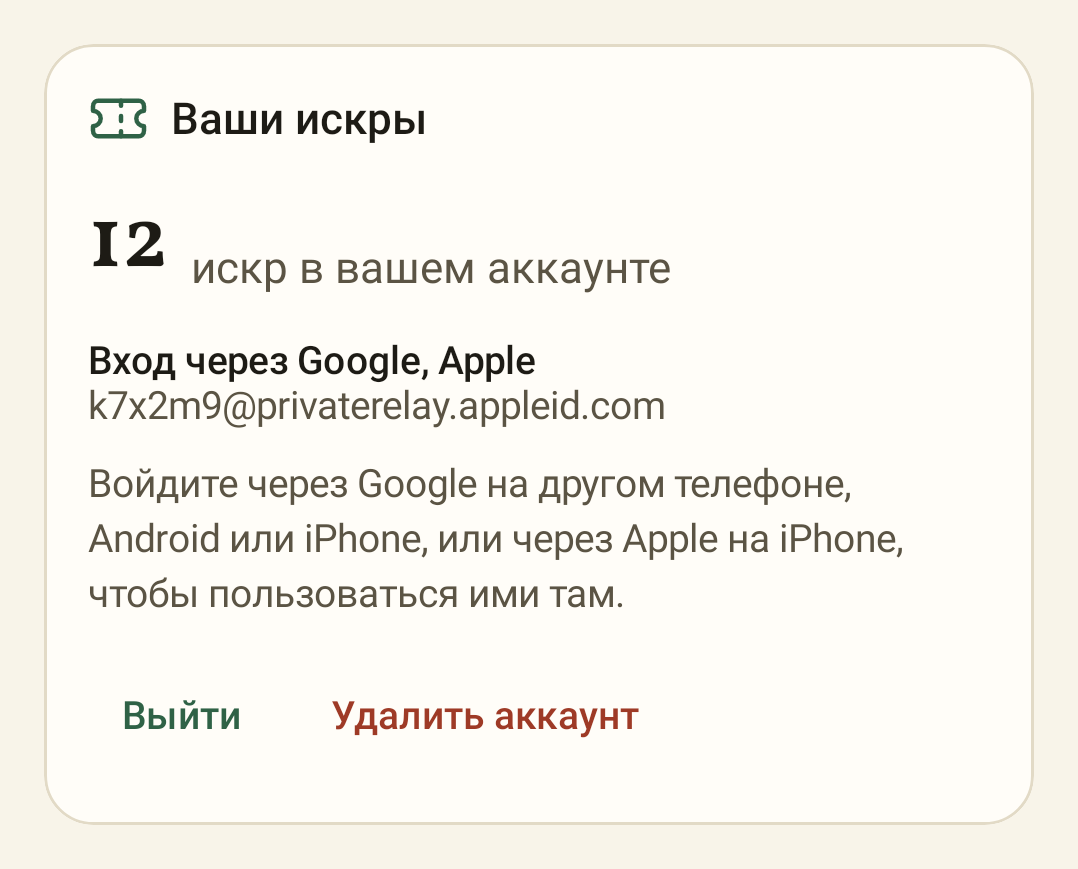 Ваши искры
12 искр в вашем аккаунте
Вход через Google, Apple
k7x2m9@privaterelay.appleid.com
Войдите через Google на другом телефоне,
Android или iPhone, или через Apple на iPhone,
чтобы пользоваться ими там.
Выйти Удалить аккаунт